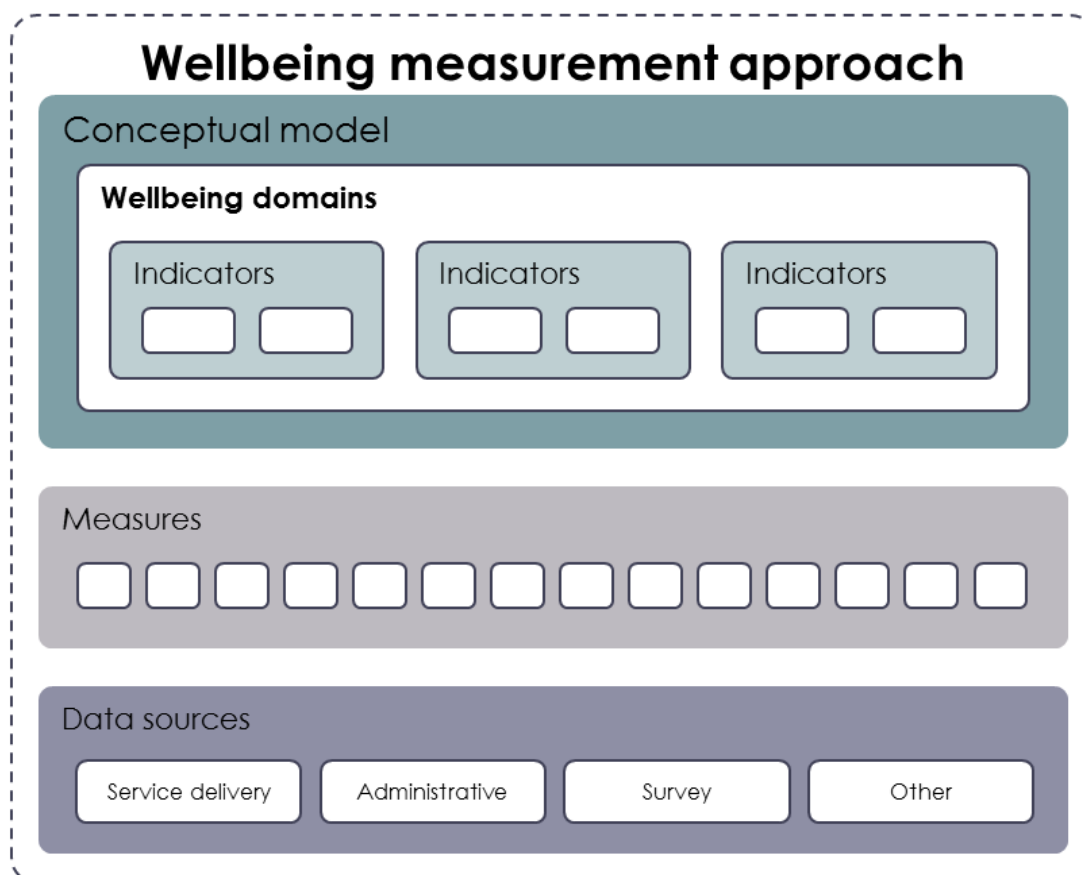 Wellbeing measurement approach
Conceptual model
Wellbeing domains
Indicators
Indicators
Indicators
Measures
Data sources
Service delivery
Administrative
Survey
Other